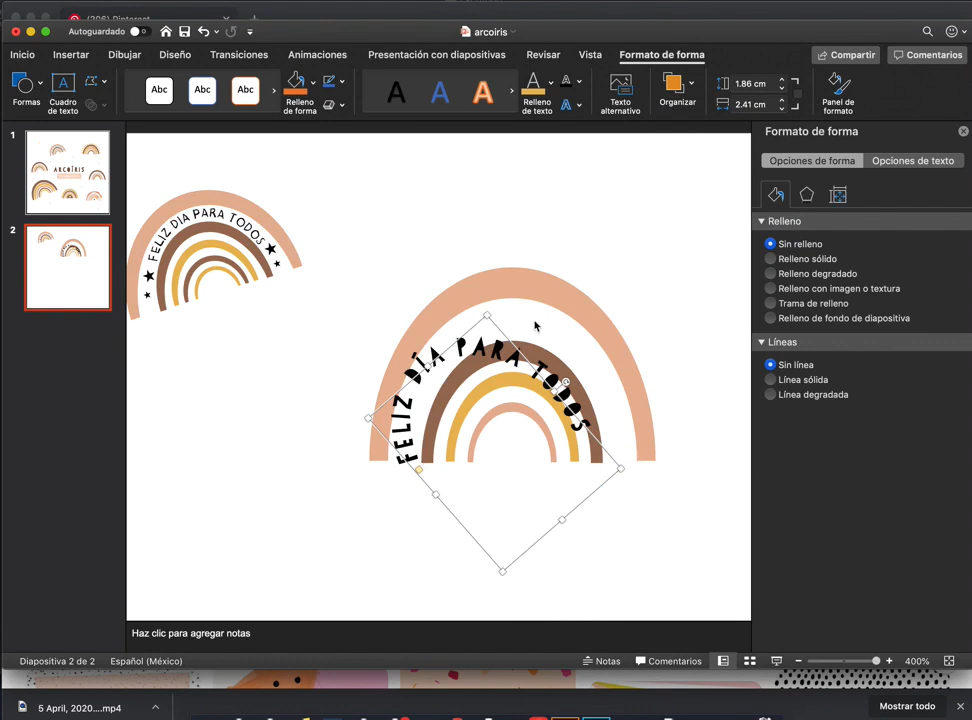 (206) Pinterest
Autoguardado
arcoiris
Inicio Insertar Dibujar Diseño Transiciones Animaciones Presentación con diapositivas Revisar Vista Formato de forma Compartir Comentarios
Formas
Cuadro de texto
Abc Abc Abc
Relleno de forma
A A A
Relleno de texto
Texto alternativo
Organizar
1.86 cm
2.41 cm
Panel de formato
Formato de forma
Opciones de forma Opciones de texto
Relleno
Sin relleno
Relleno sólido
Relleno degradado
Relleno con imagen o textura
Trama de relleno
Relleno de fondo de diapositiva
Líneas
Sin línea
Línea sólida
Línea degradada
1
ARCOÍRIS
2
FELIZ DIA PARA TODOS
FELIZ DÍA PARA TODOS
Haz clic para agregar notas
Diapositiva 2 de 2 Español (México) Notas Comentarios 400%
5 April, 2020....mp4 Mostrar todo